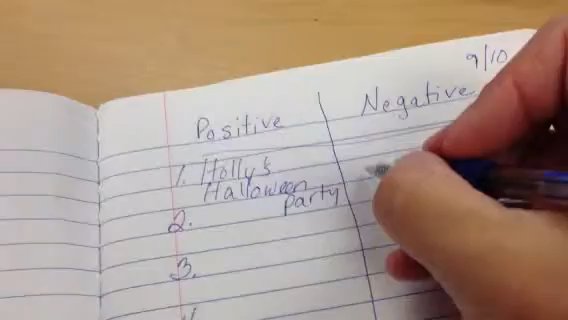 9/10
Positive Negative
1. Holly's
Halloween
party
2.
3.